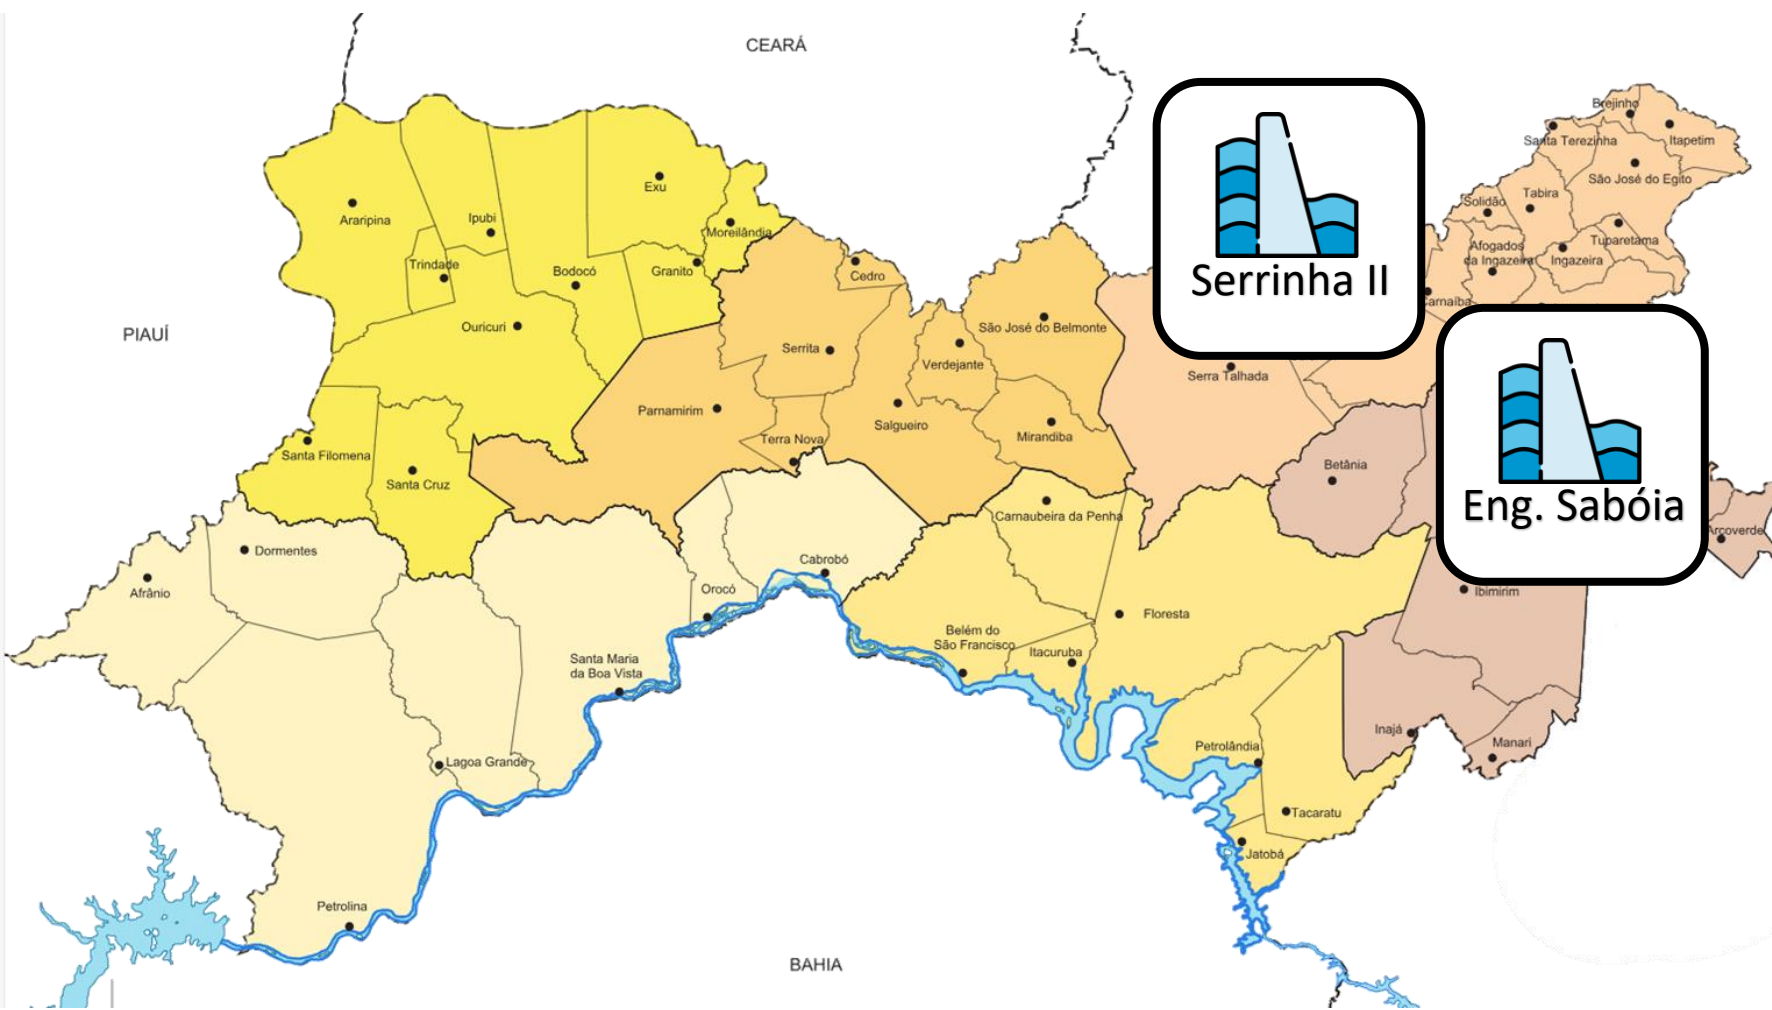 CEARÁ
Brejinho
Santa Terezinha
Itapetim
São José do Egito
Exu
Tabira
Solidão
Araripina
Ipubi
Moreilândia
Tuparetama
Afogados
da Ingazeira
Ingazeira
Trindade
Bodocó
Granito
Cedro
Serrinha II
arnaíba
PIAUÍ
Ouricuri
São José do Belmonte
Serrita
Verdejante
Serra Talhada
Parnamirim
Salgueiro
Mirandiba
Terra Nova
Santa Filomena
Betânia
Santa Cruz
Eng. Sabóia
Carnaubeira da Penha
Arcoverde
Dormentes
Cabrobó
Afrânio
Orocó
Ibimirim
Floresta
Belém do
São Francisco
Itacuruba
Santa Maria
da Boa Vista
Inajá
Manari
Petrolândia
Lagoa Grande
Tacaratu
Jatobá
Petrolina
BAHIA